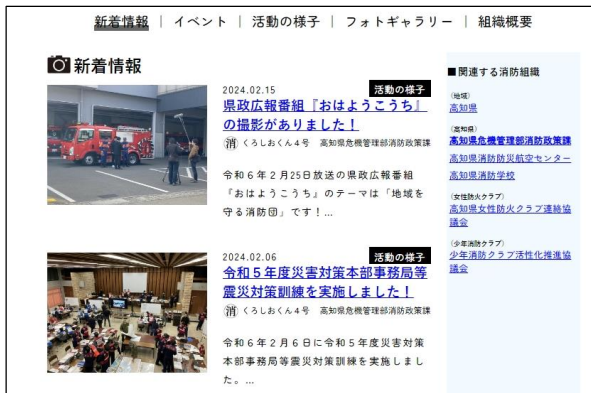 新着情報 | イベント | 活動の様子 | フォトギャラリー | 組織概要
新着情報
2024.02.15
活動の様子
県政広報番組『おはようこうち』
の撮影がありました！
消 くろしおくん４号 高知県危機管理部消防政策課
令和６年２月25日放送の県政広報番組
『おはようこうち』のテーマは「地域を
守る消防団」です！...
2024.02.06
活動の様子
令和５年度災害対策本部事務局等
震災対策訓練を実施しました！
消 くろしおくん４号 高知県危機管理部消防政策課
令和６年２月６日に令和５年度災害対策
本部事務局等震災対策訓練を実施しまし
た。...
■関連する消防組織
（地域）
高知県
（高知県）
高知県危機管理部消防政策課
高知県消防防災航空センター
高知県消防学校
（女性防火クラブ）
高知県女性防火クラブ連絡協
議会
（少年消防クラブ）
少年消防クラブ活性化推進協
議会